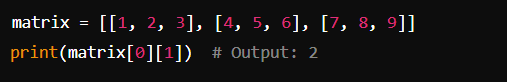 matrix = [[1, 2, 3], [4, 5, 6], [7, 8, 9]]
print(matrix[0][1])  # Output: 2